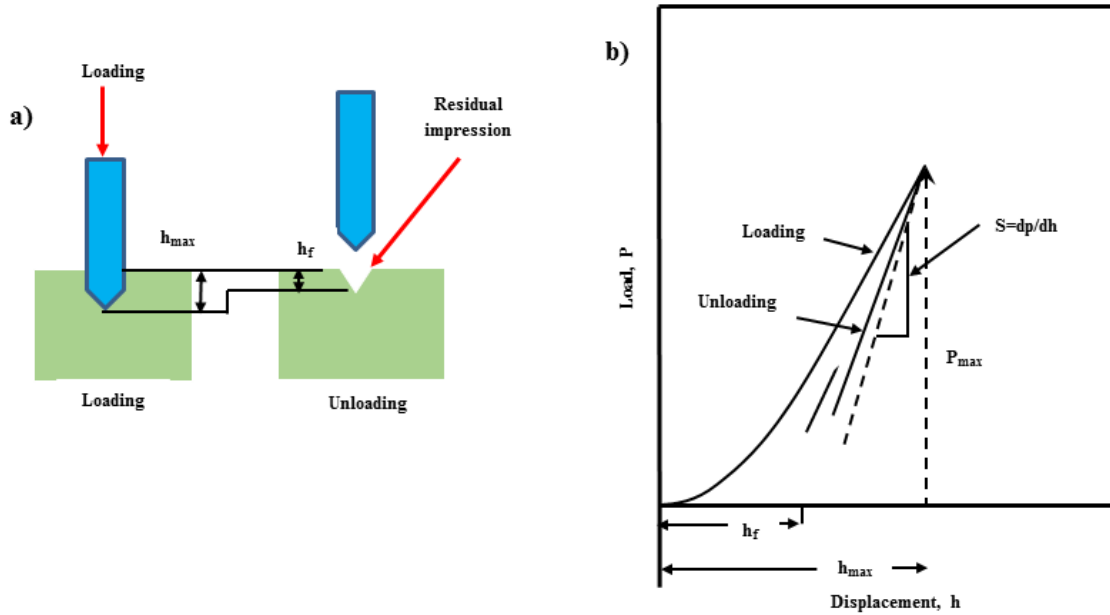 a)
Loading
Residual
impression
hmax
hf
Loading
Unloading
b)
Load, P
Loading
Unloading
S=dp/dh
Pmax
hf
hmax
Displacement, h